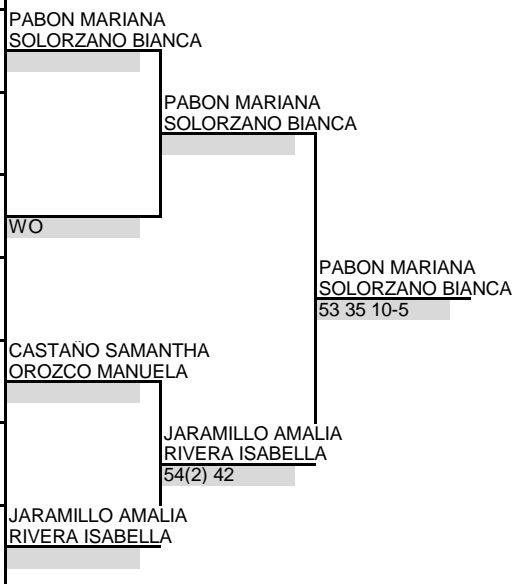 PABON MARIANA
SOLORZANO BIANCA
PABON MARIANA
SOLORZANO BIANCA
WO
PABON MARIANA
SOLORZANO BIANCA
53 35 10-5
CASTAÑO SAMANTHA
OROZCO MANUELA
JARAMILLO AMALIA
RIVERA ISABELLA
54(2) 42
JARAMILLO AMALIA
RIVERA ISABELLA